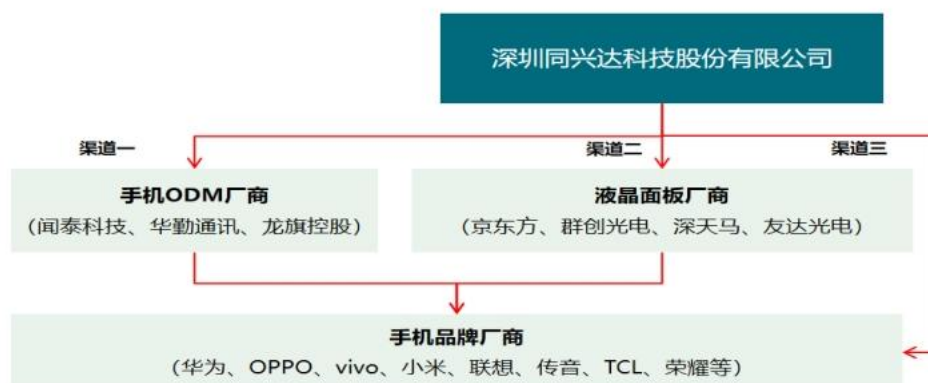 深圳同兴达科技股份有限公司
渠道一
渠道二
渠道三
手机ODM厂商
(闻泰科技、华勤通讯、龙旗控股)
液晶面板厂商
(京东方、群创光电、深天马、友达光电)
手机品牌厂商
(华为、OPPO、vivo、小米、联想、传音、TCL、荣耀等)